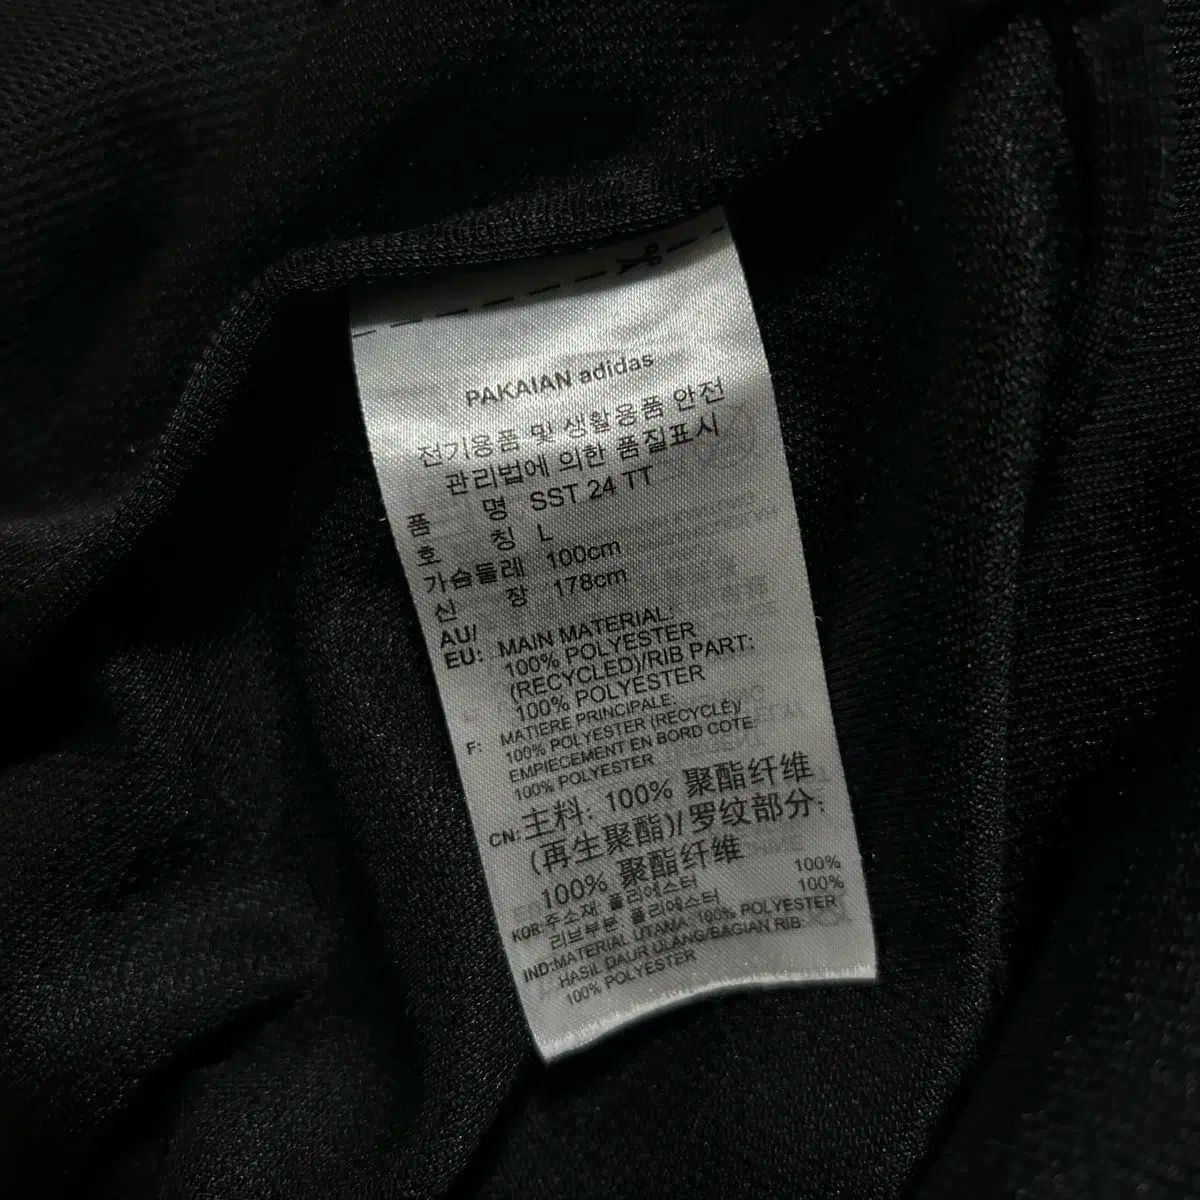 PAKAIAN adidas
전기용품 및 생활용품 안전
관리법에 의한 품질표시
품 명 SST 24 TT
호 칭 L
가슴둘레 100cm
신 장 178cm
AU/
EU: MAIN MATERIAL:
100% POLYESTER
(RECYCLED)/RIB PART:
100% POLYESTER
F: MATIERE PRINCIPALE:
100% POLYESTER (RECYCLÉ)/
EMPIECEMENT EN BORD COTE:
100% POLYESTER
CN: 主料: 100% 聚酯纤维
(再生聚酯)/罗纹部分:
100% 聚酯纤维
KOR: 주소재: 폴리에스터 100%
리브부분: 폴리에스터 100%
IND: MATERIAL UTAMA: 100% POLYESTER
HASIL DAUR ULANG/BAGIAN RIB:
100% POLYESTER